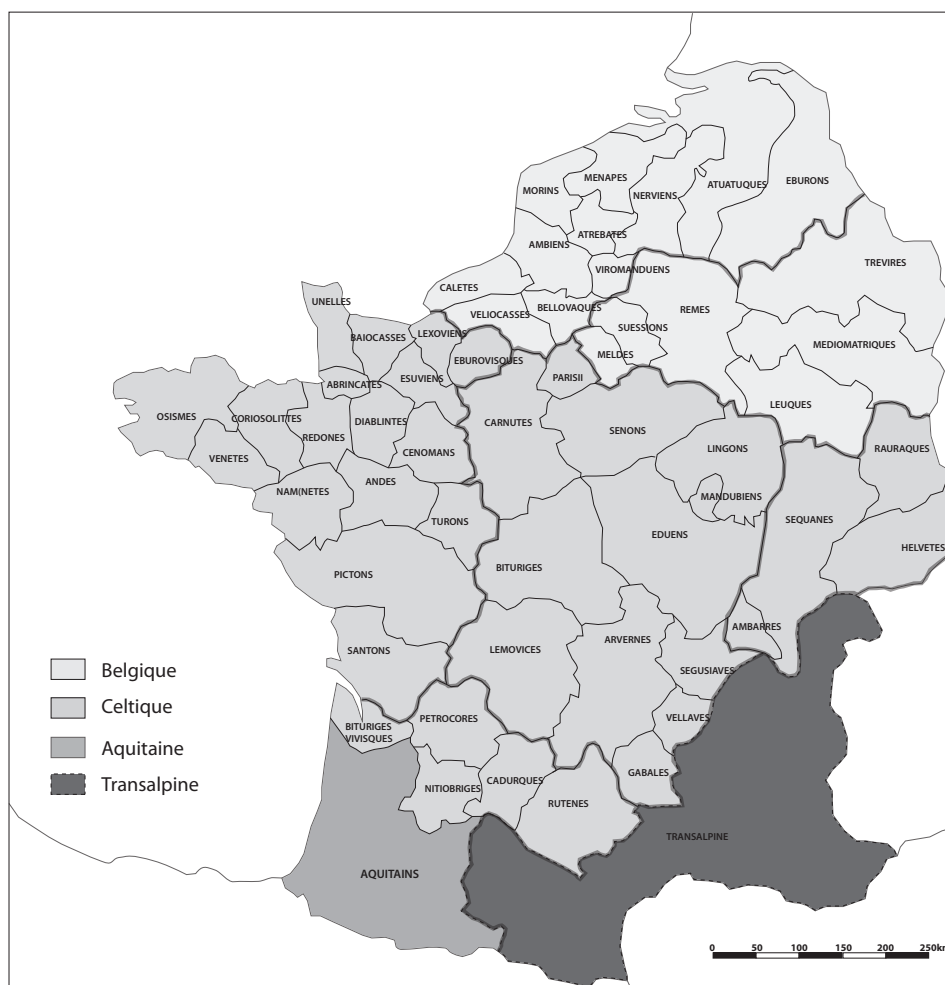 MORINS
MENAPES
NERVIENS
ATUATUQUES
EBURONS
ATREBATES
AMBIENS
TREVIRES
VIROMANDUENS
CALETES
UNELLES
VELIOCASSES
BELLOVAQUES
REMES
SUESSIONS
BAIOCASSES
LEXOVIENS
MEDIOMATRIQUES
EBUROVISQUES
MELDES
ABRINCATES
ESUVIENS
PARISII
LEUQUES
OSISMES
CORIOSOLITTES
DIABLINTES
CARNUTES
SENONS
REDONES
LINGONS
RAURAQUES
VENETES
CENOMANS
ANDES
NAM(NETES
MANDUBIENS
TURONS
SEQUANES
EDUENS
HELVETES
PICTONS
BITURIGES
AMBARRES
ARVERNES
SANTONS
LEMOVICES
SEGUSIAVES
Belgique
Celtique
Aquitaine
Transalpine
PETROCORES
VELLAVES
BITURIGES
VIVISQUES
GABALES
CADURQUES
NITIOBRIGES
RUTENES
TRANSALPINE
AQUITAINS
0 50 100 150 200 250km